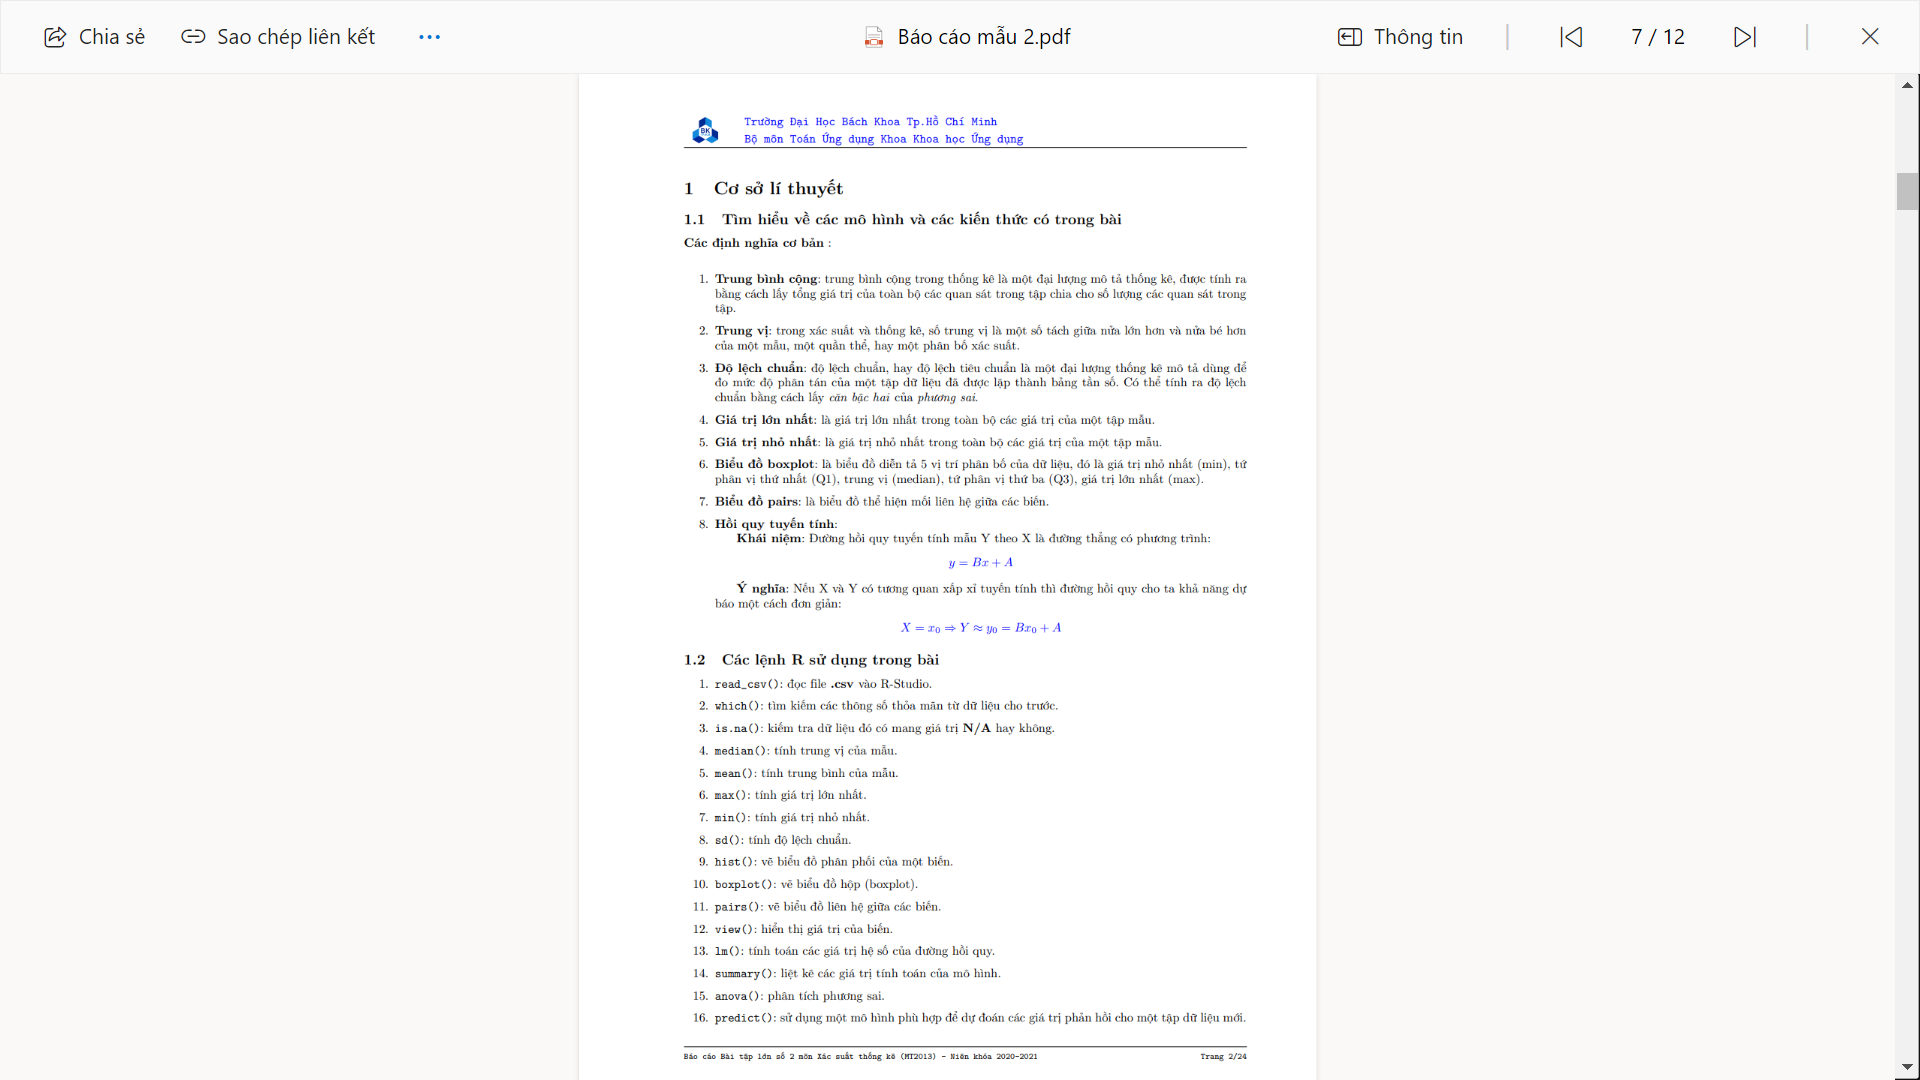 Chia sẻ
Sao chép liên kết
Báo cáo mẫu 2.pdf
Thông tin
7 / 12
BK
Trường Đại Học Bách Khoa Tp.Hồ Chí Minh
Bộ môn Toán Ứng dụng Khoa Khoa học Ứng dụng
1 Cơ sở lí thuyết
1.1 Tìm hiểu về các mô hình và các kiến thức có trong bài
Các định nghĩa cơ bản :
1. Trung bình cộng: trung bình cộng trong thống kê là một đại lượng mô tả thống kê, được tính ra
bằng cách lấy tổng giá trị của toàn bộ các quan sát trong tập chia cho số lượng các quan sát trong
tập.
2. Trung vị: trong xác suất và thống kê, số trung vị là một số tách giữa nửa lớn hơn và nửa bé hơn
của một mẫu, một quần thể, hay một phân bố xác suất.
3. Độ lệch chuẩn: độ lệch chuẩn, hay độ lệch tiêu chuẩn là một đại lượng thống kê mô tả dùng để
đo mức độ phân tán của một tập dữ liệu đã được lập thành bảng tần số. Có thể tính ra độ lệch
chuẩn bằng cách lấy căn bậc hai của phương sai.
4. Giá trị lớn nhất: là giá trị lớn nhất trong toàn bộ các giá trị của một tập mẫu.
5. Giá trị nhỏ nhất: là giá trị nhỏ nhất trong toàn bộ các giá trị của một tập mẫu.
6. Biểu đồ boxplot: là biểu đồ diễn tả 5 vị trí phân bố của dữ liệu, đó là giá trị nhỏ nhất (min), tứ
phân vị thứ nhất (Q1), trung vị (median), tứ phân vị thứ ba (Q3), giá trị lớn nhất (max).
7. Biểu đồ pairs: là biểu đồ thể hiện mối liên hệ giữa các biến.
8. Hồi quy tuyến tính:
Khái niệm: Đường hồi quy tuyến tính mẫu Y theo X là đường thẳng có phương trình:
y = Bx + A
Ý nghĩa: Nếu X và Y có tương quan xấp xỉ tuyến tính thì đường hồi quy cho ta khả năng dự
báo một cách đơn giản:
X = x₀ ⇒ Y ≈ y₀ = Bx₀ + A
1.2 Các lệnh R sử dụng trong bài
1. read_csv(): đọc file .csv vào R-Studio.
2. which(): tìm kiếm các thông số thỏa mãn từ dữ liệu cho trước.
3. is.na(): kiểm tra dữ liệu đó có mang giá trị N/A hay không.
4. median(): tính trung vị của mẫu.
5. mean(): tính trung bình của mẫu.
6. max(): tính giá trị lớn nhất.
7. min(): tính giá trị nhỏ nhất.
8. sd(): tính độ lệch chuẩn.
9. hist(): vẽ biểu đồ phân phối của một biến.
10. boxplot(): vẽ biểu đồ hộp (boxplot).
11. pairs(): vẽ biểu đồ liên hệ giữa các biến.
12. view(): hiển thị giá trị của biến.
13. lm(): tính toán các giá trị hệ số của đường hồi quy.
14. summary(): liệt kê các giá trị tính toán của mô hình.
15. anova(): phân tích phương sai.
16. predict(): sử dụng một mô hình phù hợp để dự đoán các giá trị phản hồi cho một tập dữ liệu mới.
Báo cáo Bài tập lớn số 2 môn Xác suất thống kê (MT2013) - Niên khóa 2020-2021
Trang 2/24